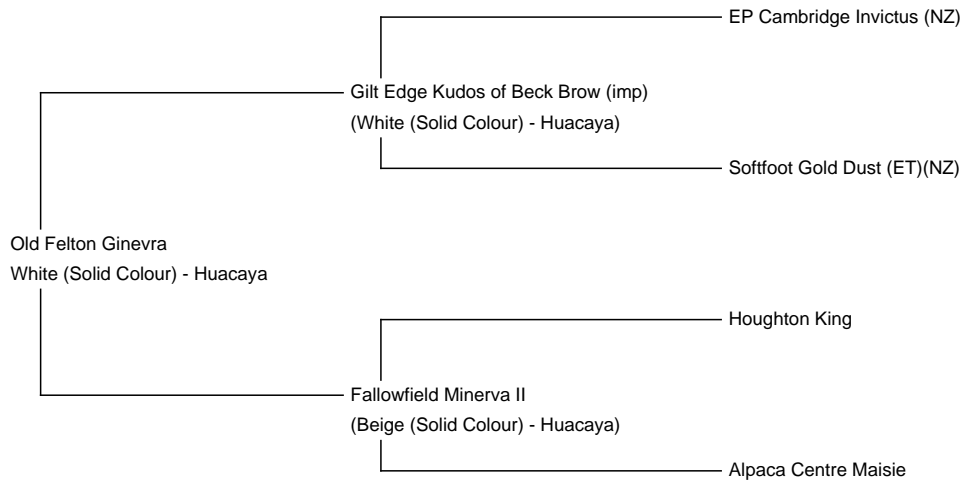 EP Cambridge Invictus (NZ)
Gilt Edge Kudos of Beck Brow (imp)
(White (Solid Colour) - Huacaya)
Softfoot Gold Dust (ET)(NZ)
Old Felton Ginevra
White (Solid Colour) - Huacaya
Houghton King
Fallowfield Minerva II
(Beige (Solid Colour) - Huacaya)
Alpaca Centre Maisie